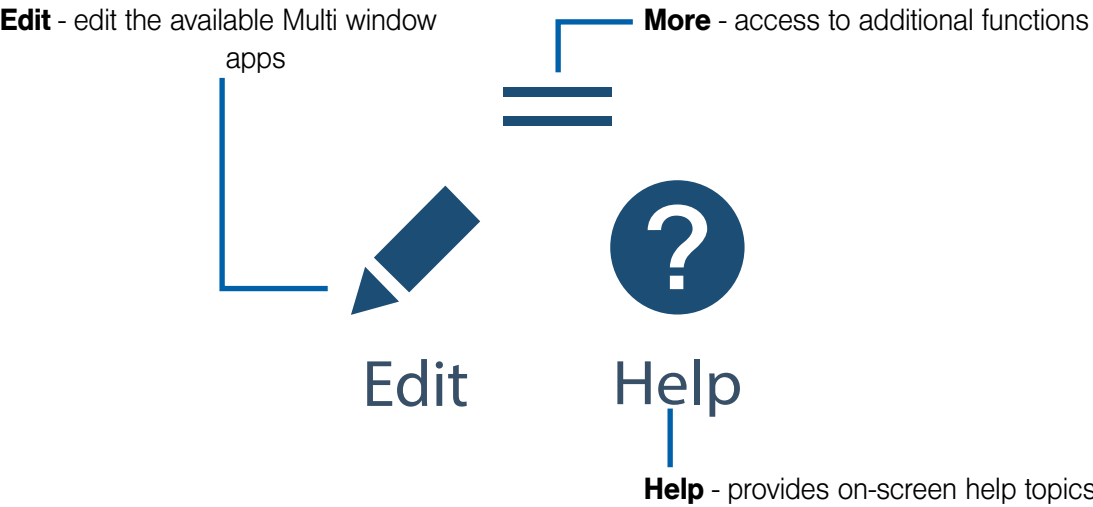 Edit - edit the available Multi window
apps
More - access to additional functions
Edit
Help
Help - provides on-screen help topics